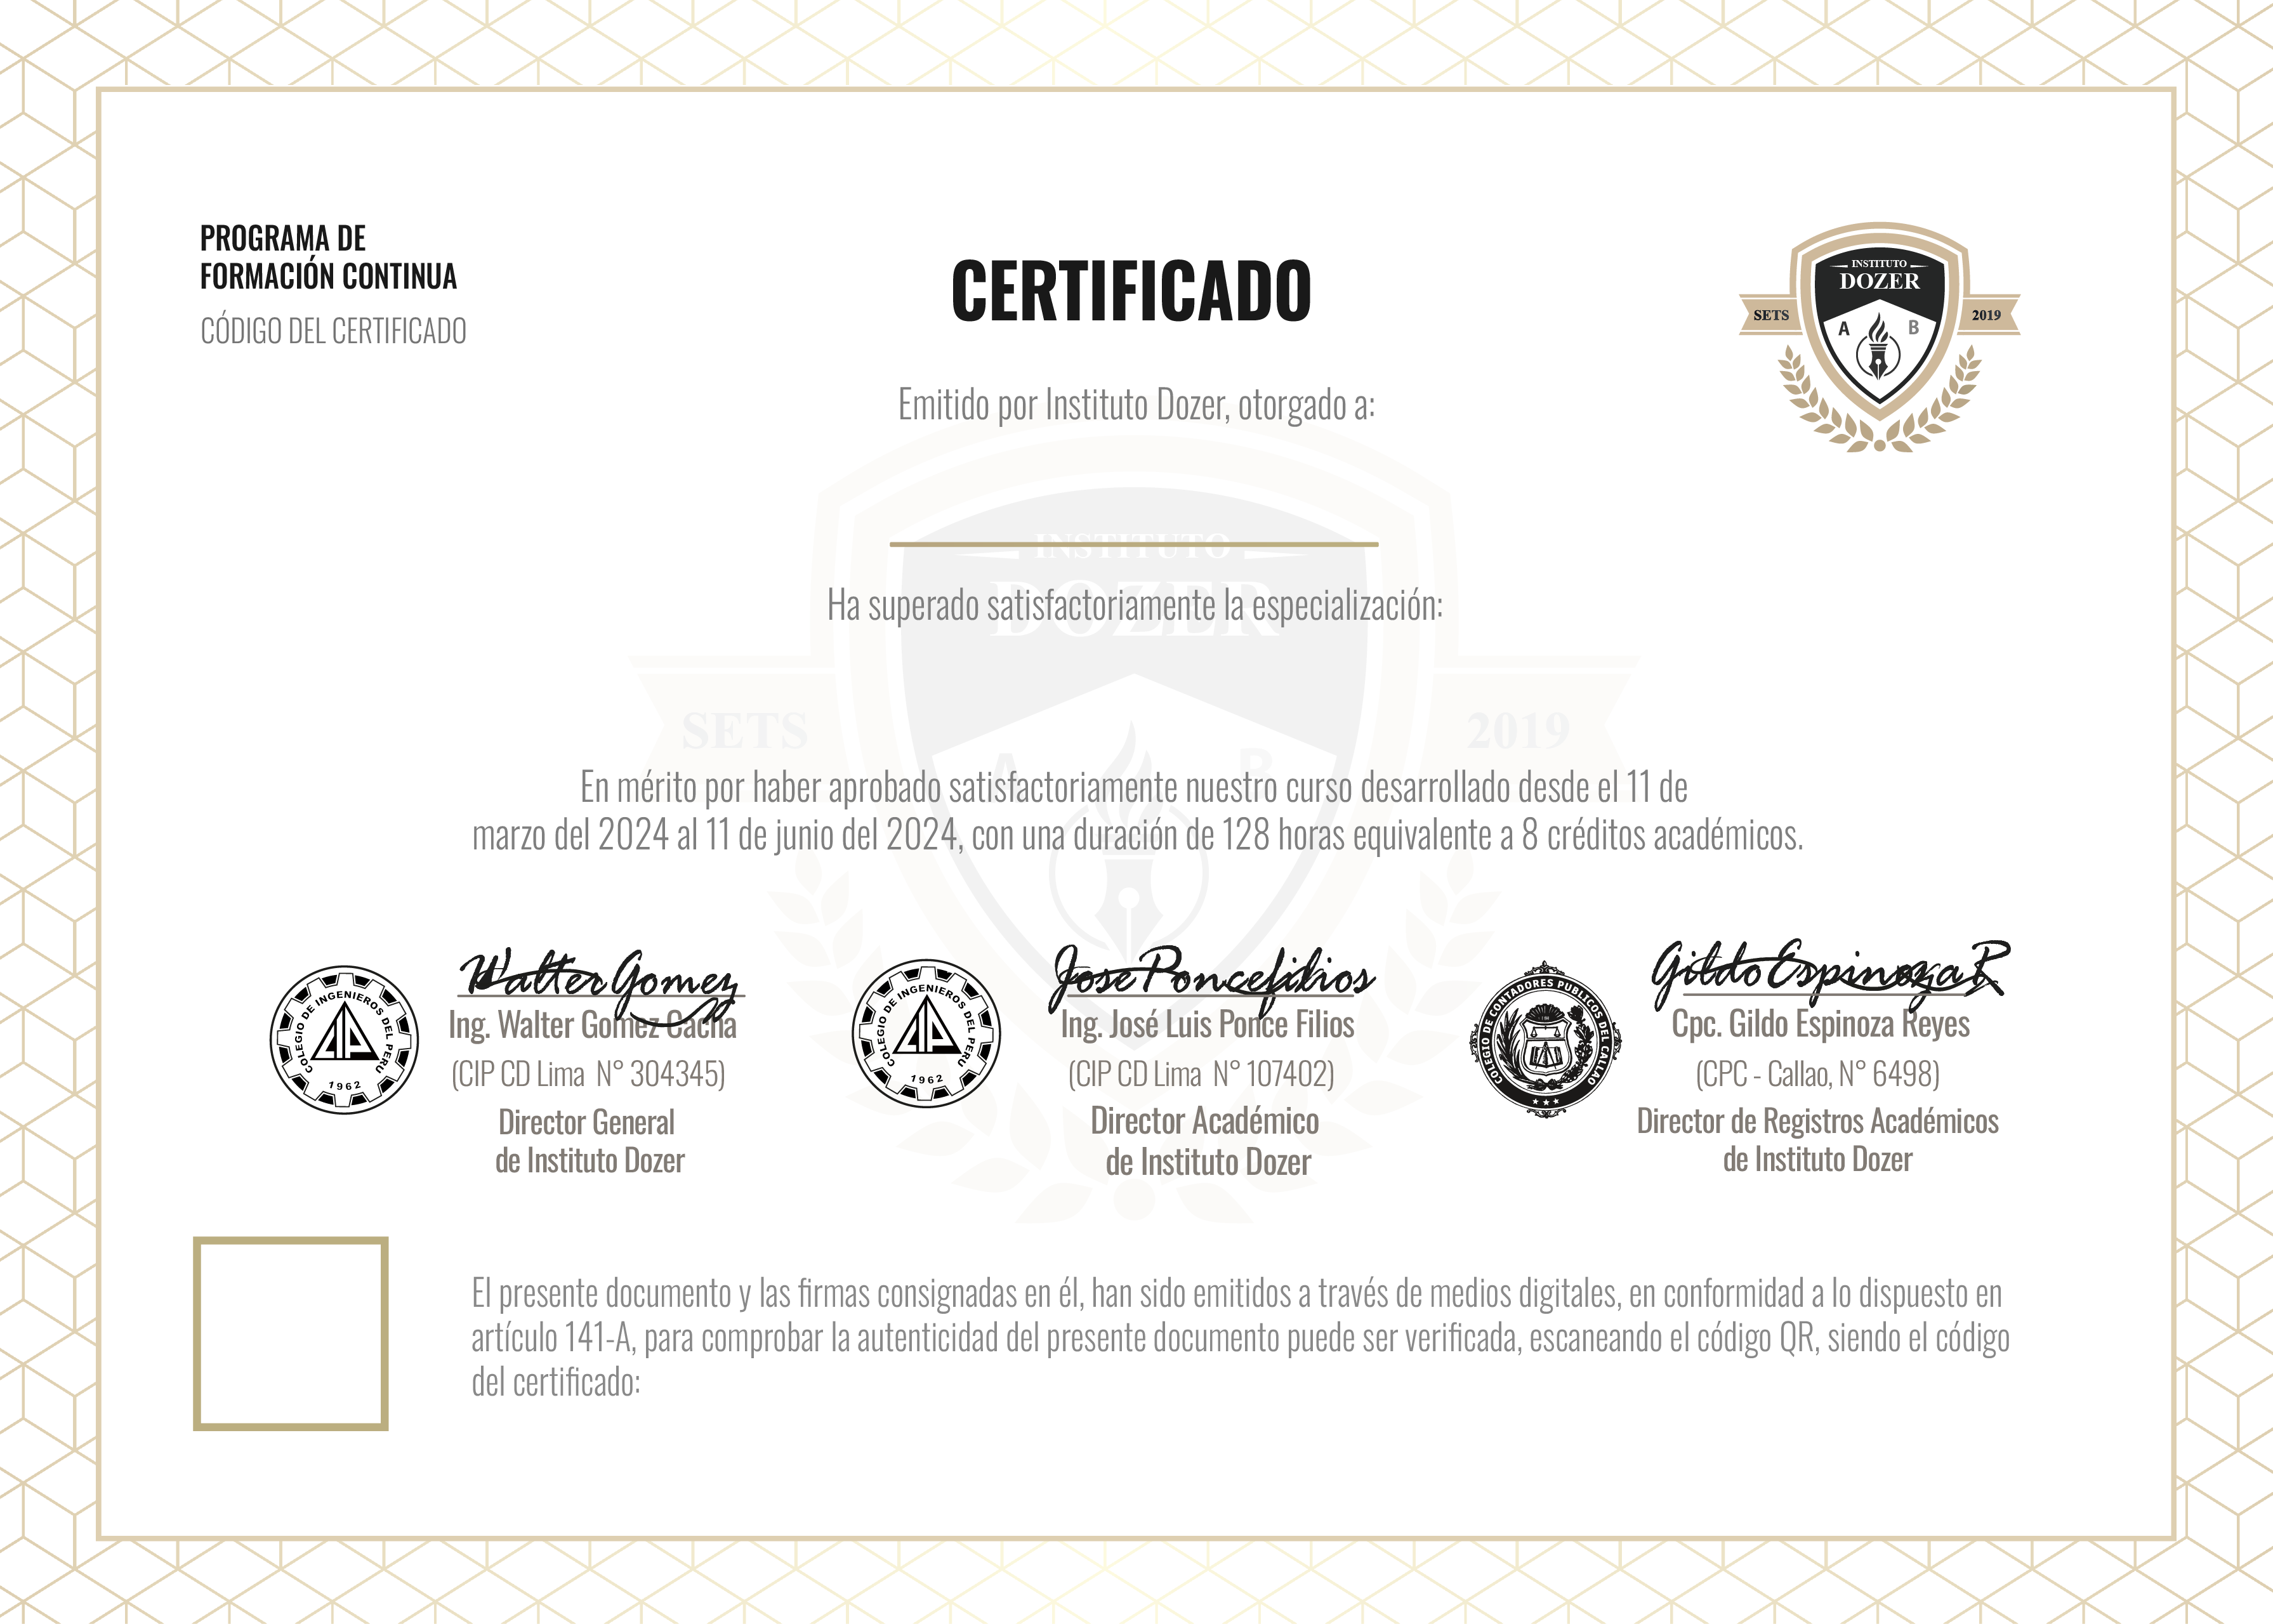 PROGRAMA DE
FORMACIÓN CONTINUA
CÓDIGO DEL CERTIFICADO
CERTIFICADO
INSTITUTO
DOZER
SETS
2019
A
B
Emitido por Instituto Dozer, otorgado a:
INSTITUTO
DOZER
Ha superado satisfactoriamente la especialización:
SETS
2019
A
B
En mérito por haber aprobado satisfactoriamente nuestro curso desarrollado desde el 11 de
marzo del 2024 al 11 de junio del 2024, con una duración de 128 horas equivalente a 8 créditos académicos.
COLEGIO DE INGENIEROS DEL PERU
1962
Walter Gomez
Ing. Walter Gomez Cacha
(CIP CD Lima N° 304345)
Director General
de Instituto Dozer
COLEGIO DE INGENIEROS DEL PERU
1962
Jose Poncefilios
Ing. José Luis Ponce Filios
(CIP CD Lima N° 107402)
Director Académico
de Instituto Dozer
COLEGIO DE CONTADORES PUBLICOS DEL CALLAO
Gildo Espinoza R
Cpc. Gildo Espinoza Reyes
(CPC - Callao, N° 6498)
Director de Registros Académicos
de Instituto Dozer
El presente documento y las firmas consignadas en él, han sido emitidos a través de medios digitales, en conformidad a lo dispuesto en
artículo 141-A, para comprobar la autenticidad del presente documento puede ser verificada, escaneando el código QR, siendo el código
del certificado: